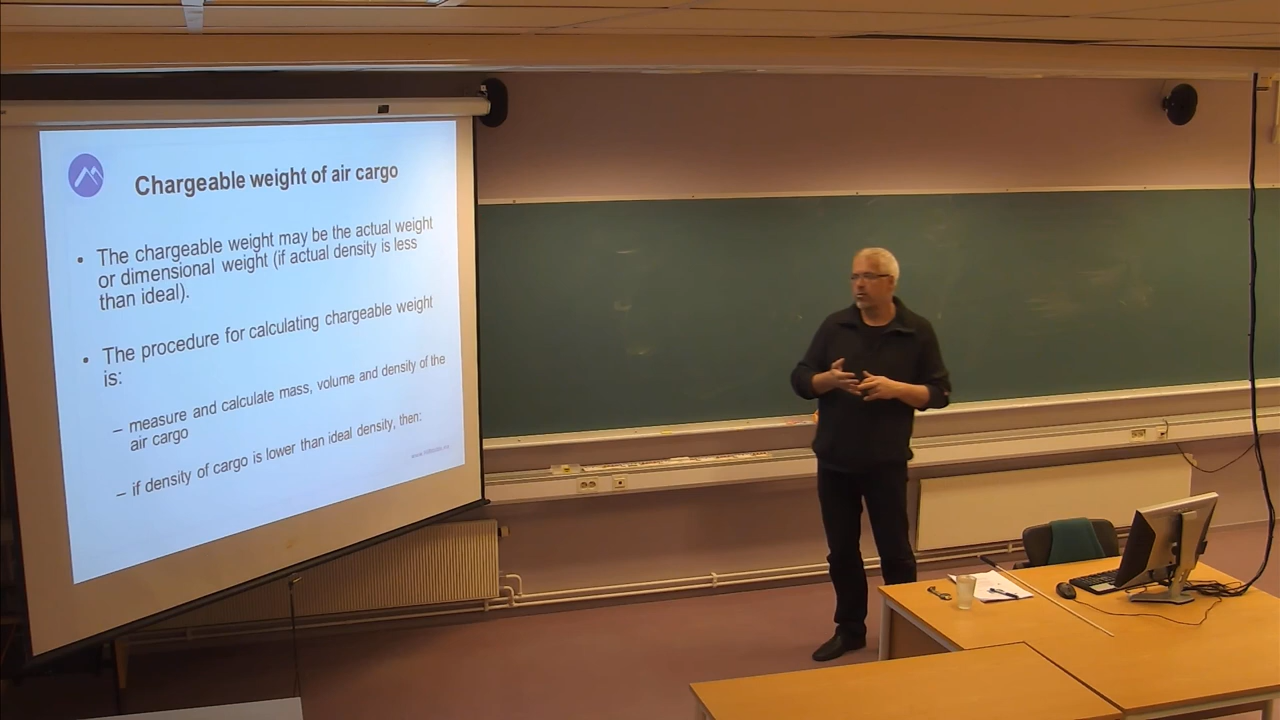 Chargeable weight of air cargo
• The chargeable weight may be the actual weight
or dimensional weight (if actual density is less
than ideal).
• The procedure for calculating chargeable weight
is:
– measure and calculate mass, volume and density of the
air cargo
– if density of cargo is lower than ideal density, then: